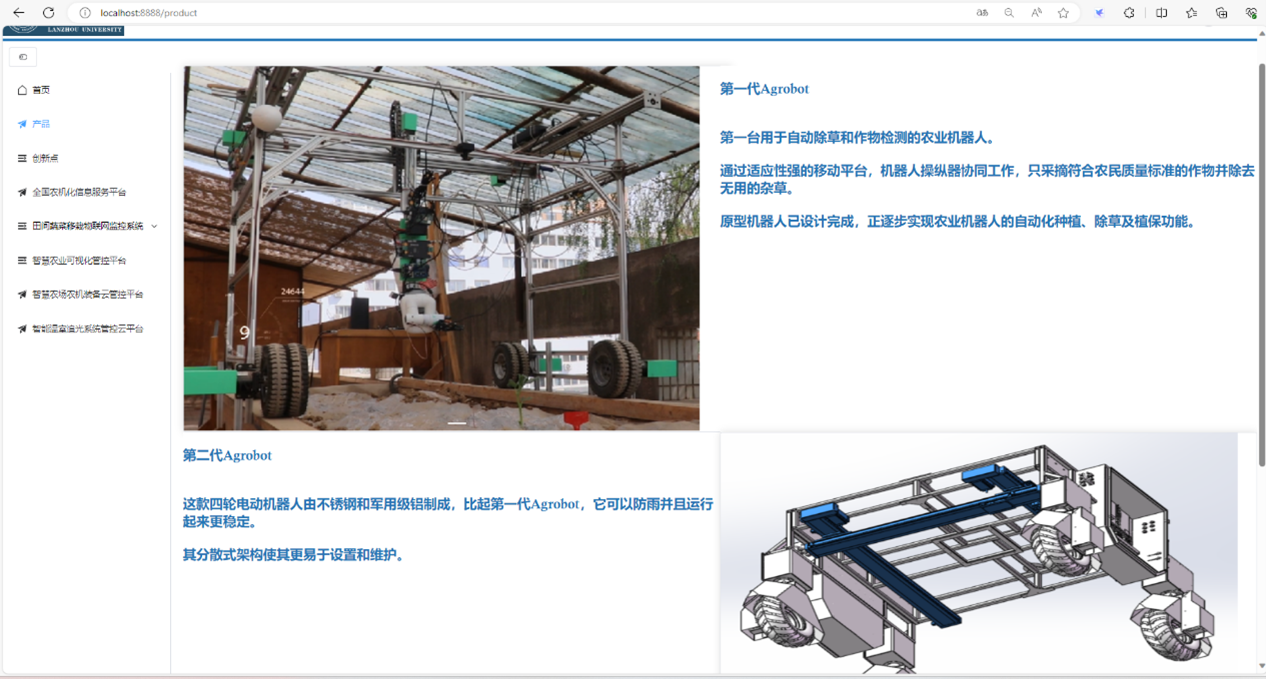 localhost:8888/product
LANZHOU UNIVERSITY
首页
产品
创新点
全国农机化信息服务平台
田间蔬菜移栽物联网监控系统
智慧农业可视化管控平台
智慧农场农机装备云管控平台
智能温室追光系统管控云平台
24644
9
第一代Agrobot
第一台用于自动除草和作物检测的农业机器人。
通过适应性强的移动平台，机器人操纵器协同工作，只采摘符合农民质量标准的作物并除去
无用的杂草。
原型机器人已设计完成，正逐步实现农业机器人的自动化种植、除草及植保功能。
第二代Agrobot
这款四轮电动机器人由不锈钢和军用级铝制成，比起第一代Agrobot，它可以防雨并且运行
起来更稳定。
其分散式架构使其更易于设置和维护。